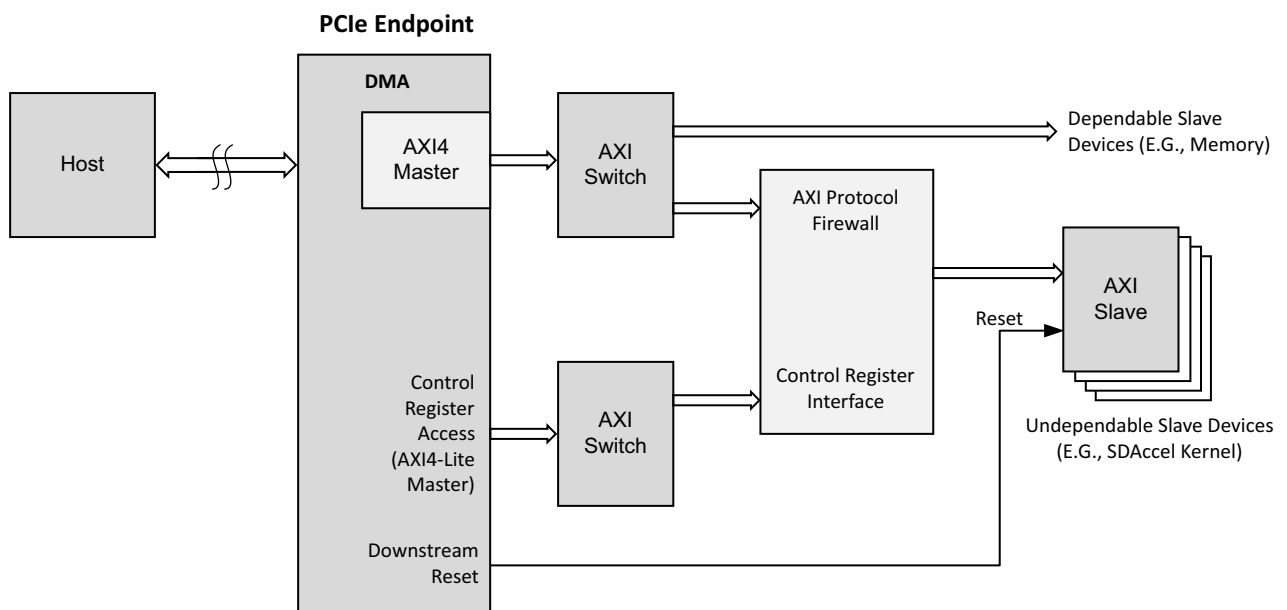 PCIe Endpoint
DMA
Host
AXI4
Master
AXI
Switch
Dependable Slave
Devices (E.G., Memory)
AXI Protocol
Firewall
AXI
Slave
Reset
Control
Register
Access
(AXI4-Lite
Master)
AXI
Switch
Control Register
Interface
Undependable Slave Devices
(E.G., SDAccel Kernel)
Downstream
Reset